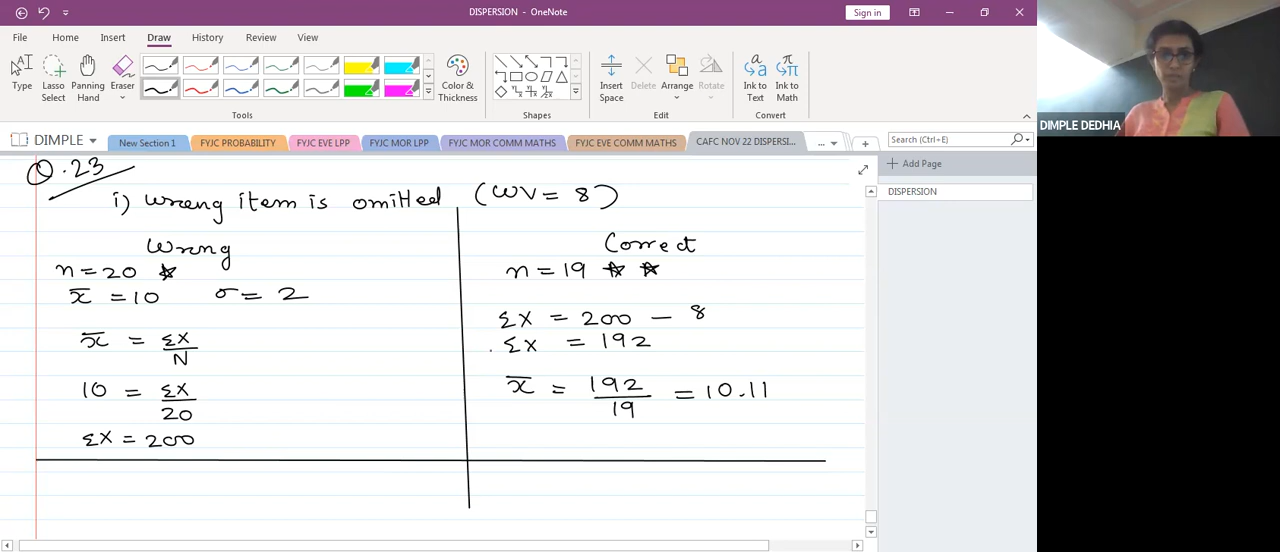 DISPERSION - OneNote
Sign in
File Home Insert Draw History Review View
Type
Lasso Select
Panning Hand
Eraser
Color & Thickness
Insert Space
Delete
Arrange
Rotate
Ink to Text
Ink to Math
Tools
Shapes
Edit
Convert
DIMPLE
New Section 1
FYJC PROBABILITY
FYJC EVE LPP
FYJC MOR LPP
FYJC MOR COMM MATHS
FYJC EVE COMM MATHS
CAFC NOV 22 DISPERSI...
Search (Ctrl+E)
Add Page
DISPERSION
DIMPLE DEDHIA
Q.23
i) wrong item is omitted (WV = 8)
Wrong
n = 20 ☆
x̅ = 10 σ = 2
x̅ = ΣX/N
10 = ΣX/20
ΣX = 200
Correct
n = 19 ☆ ☆
ΣX = 200 - 8
ΣX = 192
x̅ = 192/19 = 10.11